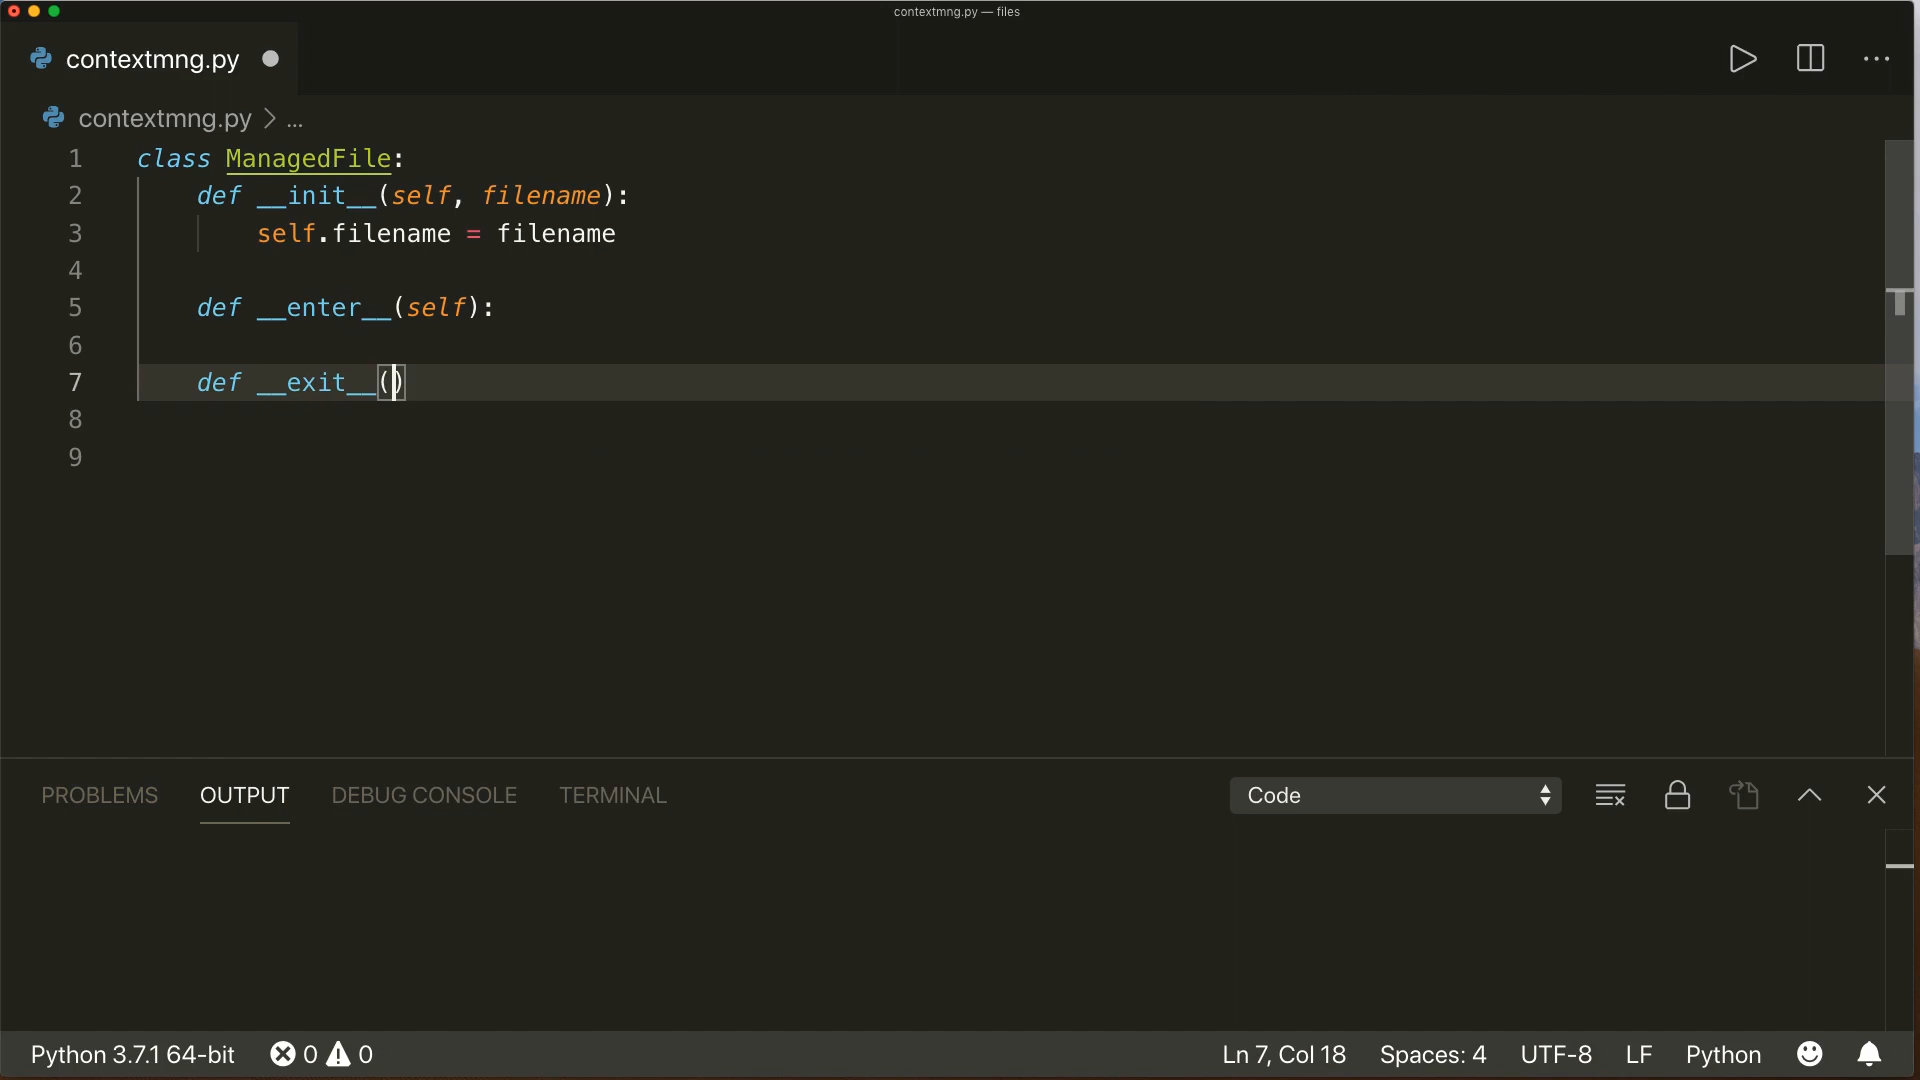 contextmng.py — files
contextmng.py
contextmng.py > ...
1 class ManagedFile:
2 def __init__(self, filename):
3 self.filename = filename
4
5 def __enter__(self):
6
7 def __exit__()
8
9
PROBLEMS OUTPUT DEBUG CONSOLE TERMINAL Code
Python 3.7.1 64-bit 0 0 Ln 7, Col 18 Spaces: 4 UTF-8 LF Python